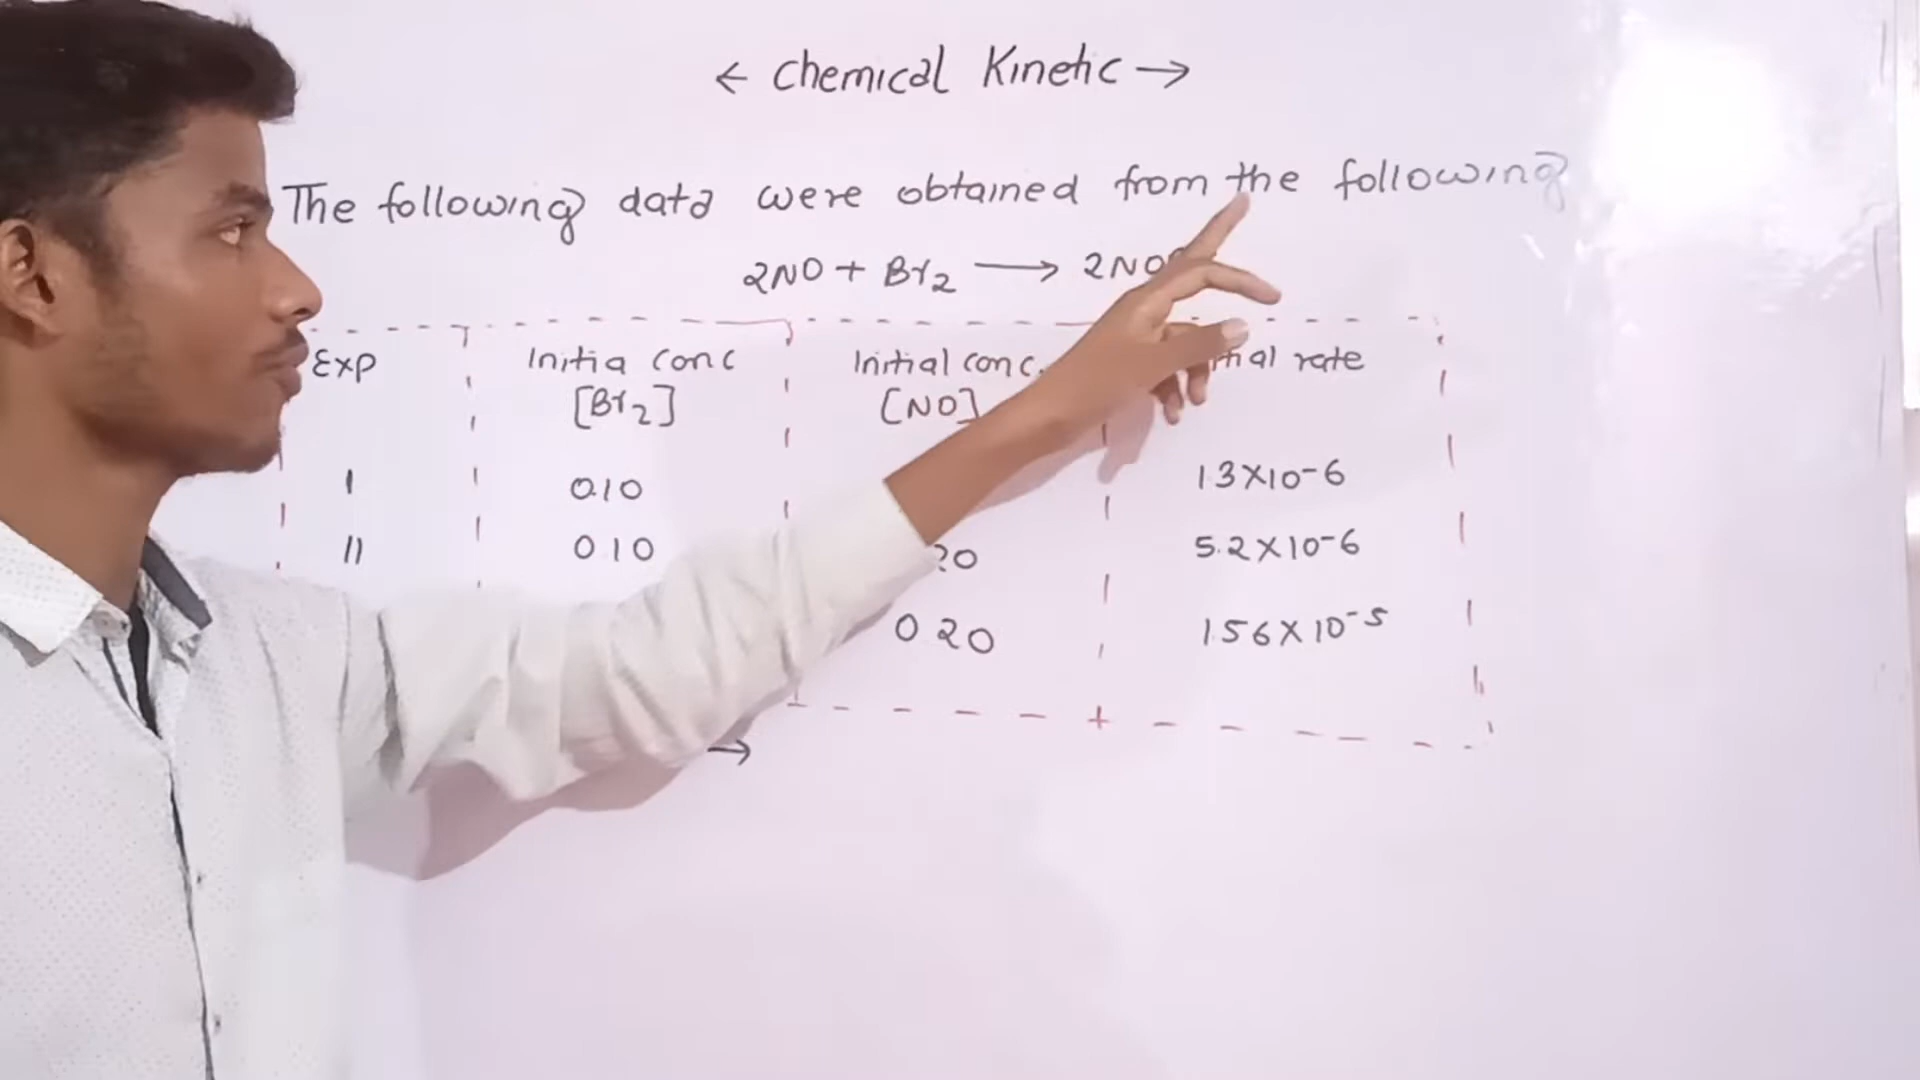 ← Chemical Kinetic →
The following data were obtained from the following
2NO + Br2 → 2NO
Exp Initia conc [Br2] Initial conc. [NO] rate
I 0.10 1.3×10-6
II 0.10 20 5.2×10-6
0.20 1.56×10-5
→